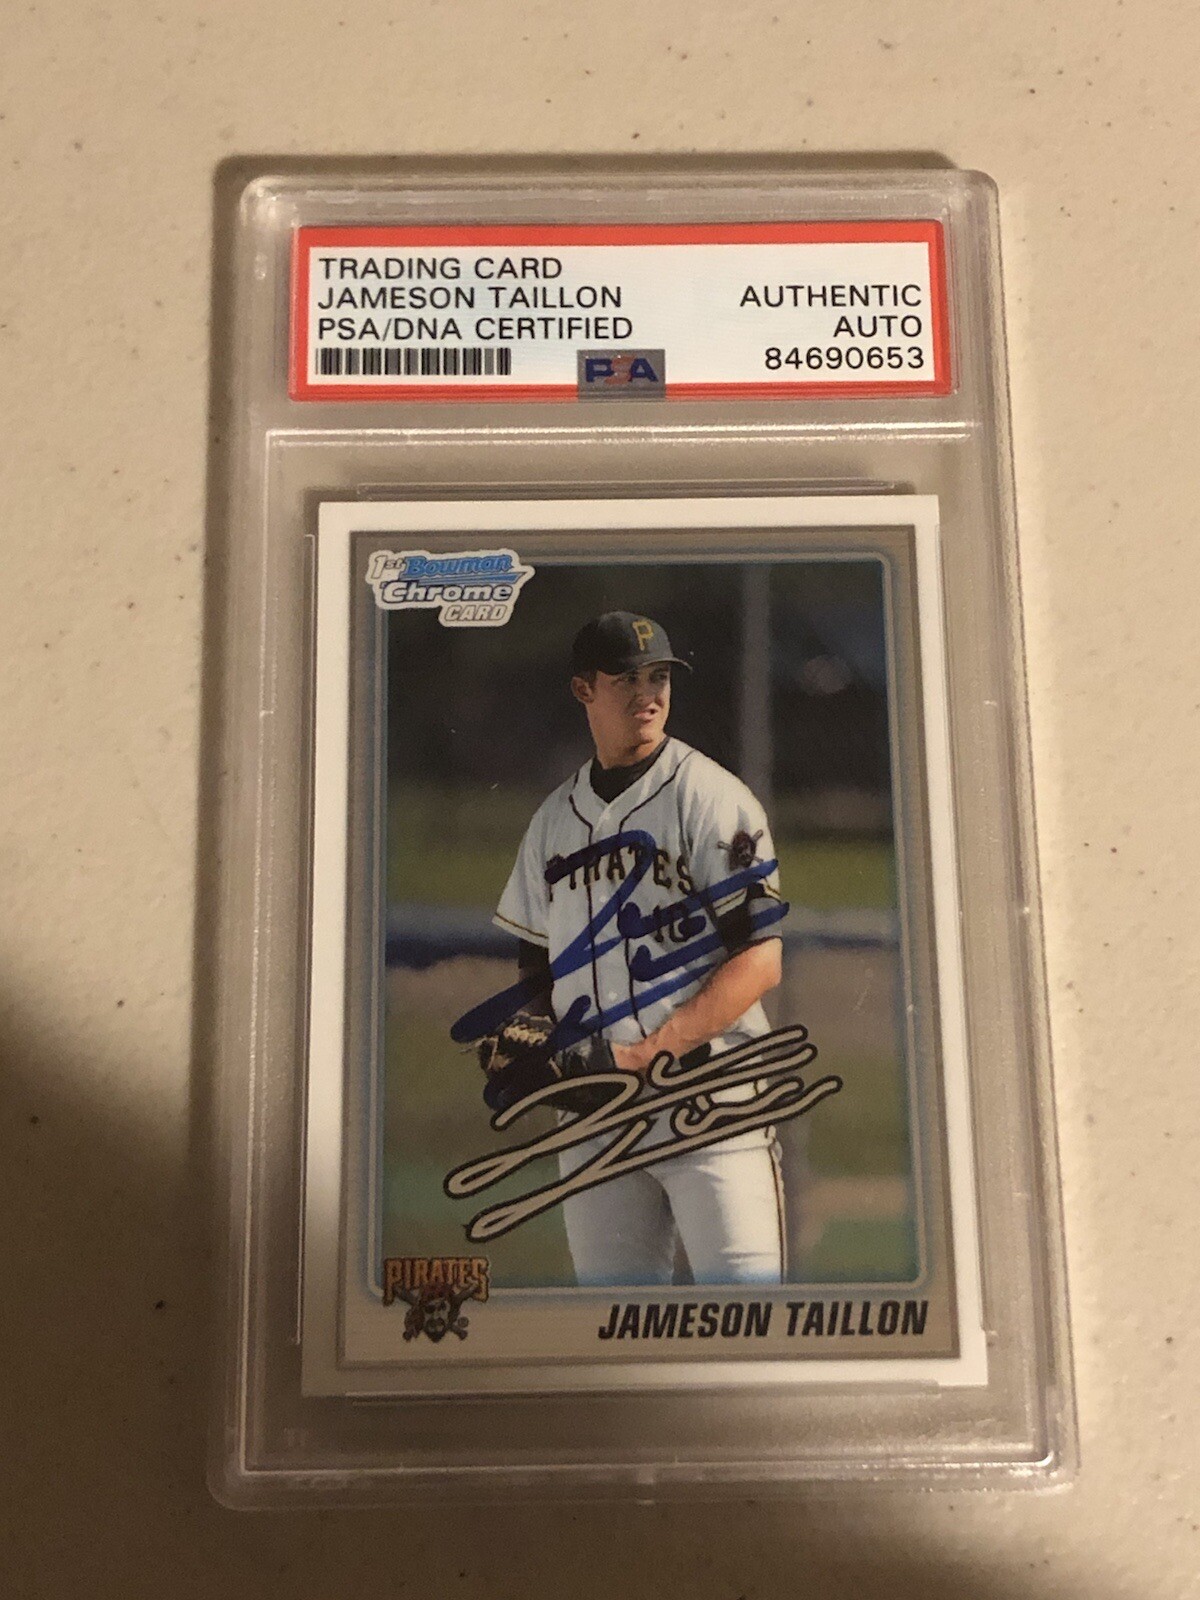 TRADING CARD
JAMESON TAILLON
PSA/DNA CERTIFIED
AUTHENTIC
AUTO
84690653
PSA
1st Bowman
Chrome
CARD
P
PIRATES
PIRATES
JAMESON TAILLON